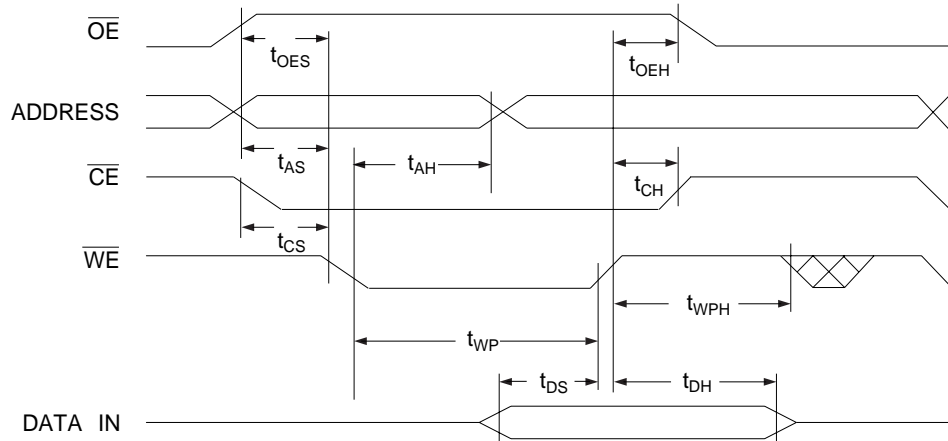 OE
tOES
tOEH
ADDRESS
tAS
tAH
tCH
CE
tCS
WE
tWPH
tWP
tDS
tDH
DATA IN